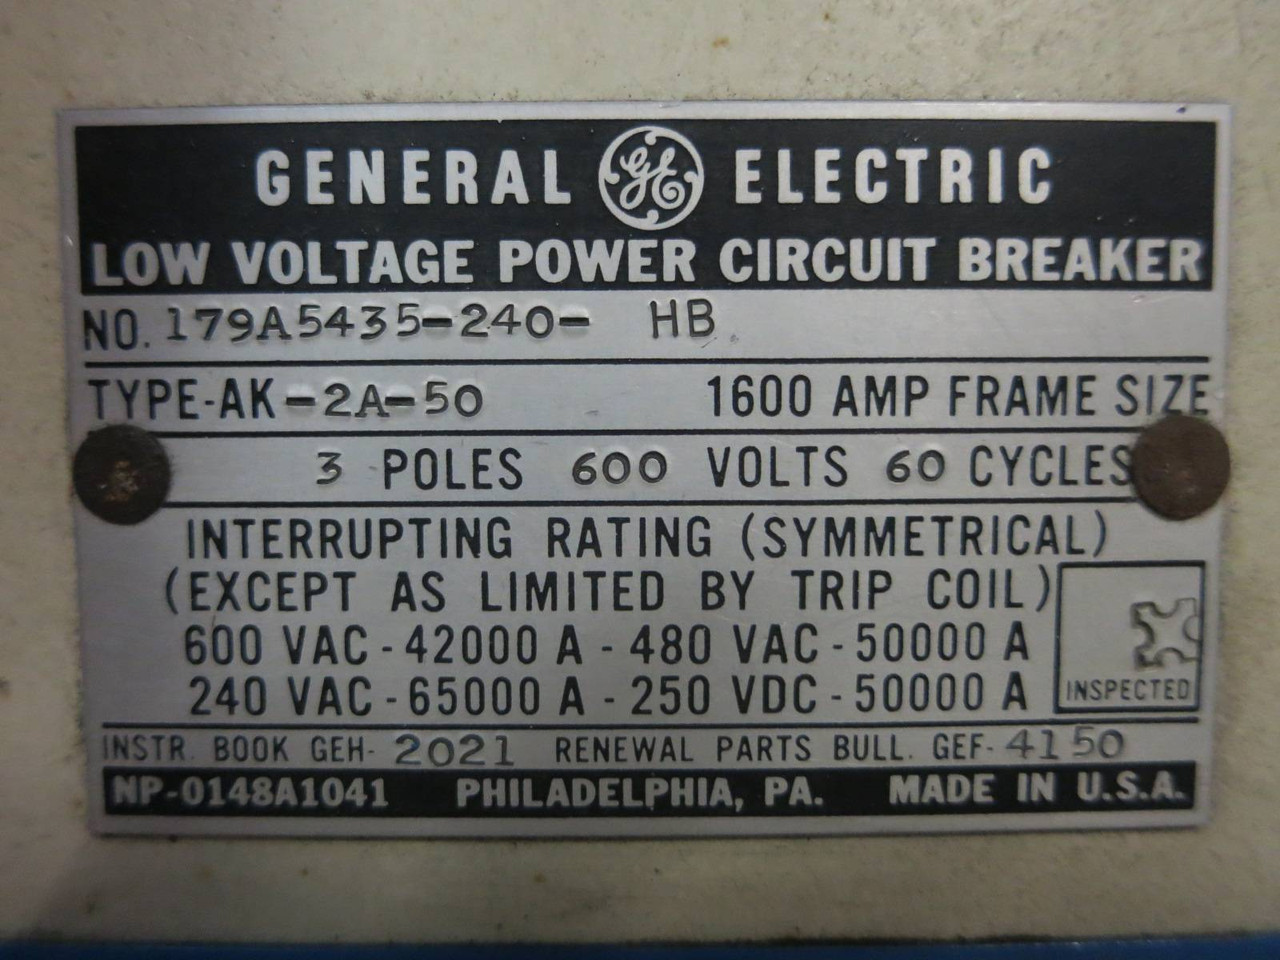 GENERAL GE ELECTRIC
LOW VOLTAGE POWER CIRCUIT BREAKER
NO. 179A5435-240- HB
TYPE-AK-2A-50 1600 AMP FRAME SIZE
3 POLES 600 VOLTS 60 CYCLES
INTERRUPTING RATING (SYMMETRICAL)
(EXCEPT AS LIMITED BY TRIP COIL)
600 VAC - 42000 A - 480 VAC - 50000 A
240 VAC - 65000 A - 250 VDC - 50000 A
INSPECTED
INSTR. BOOK GEH- 2021 RENEWAL PARTS BULL. GEF- 4150
NP-0148A1041 PHILADELPHIA, PA. MADE IN U.S.A.